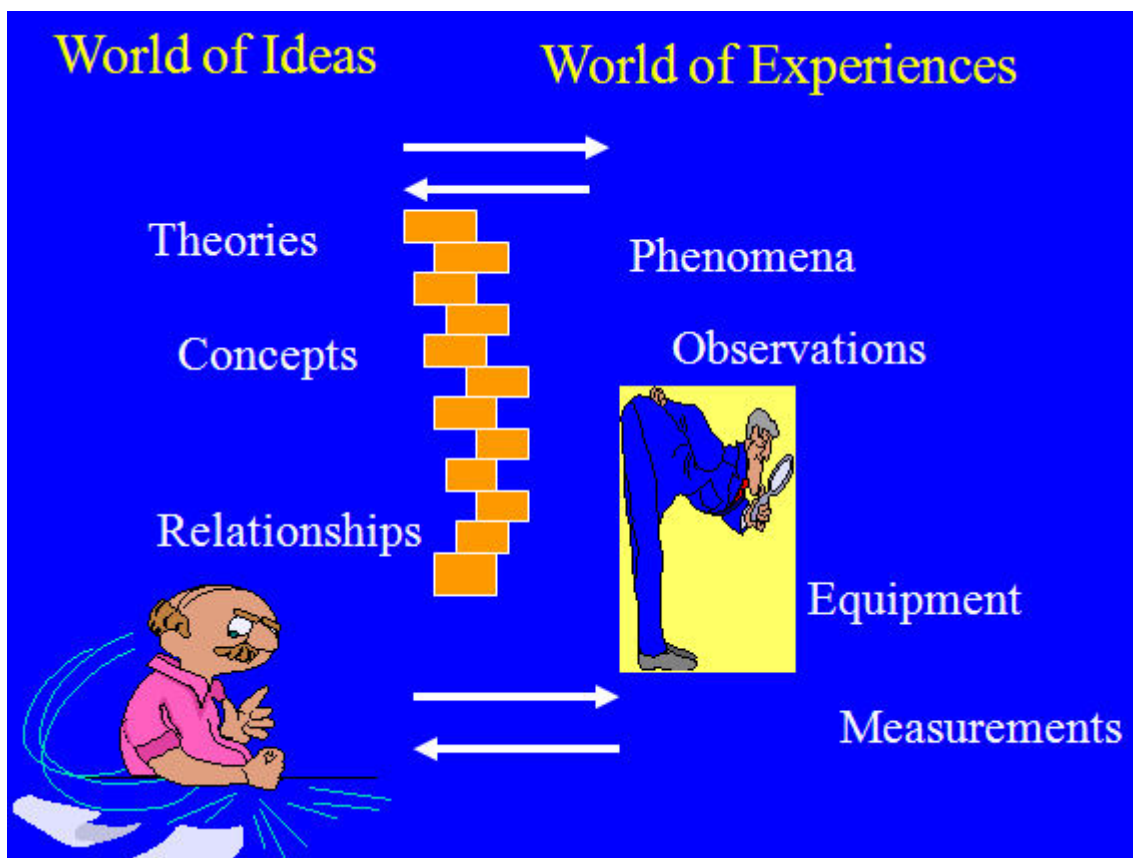 World of Ideas
World of Experiences
Theories
Phenomena
Concepts
Observations
Relationships
Equipment
Measurements